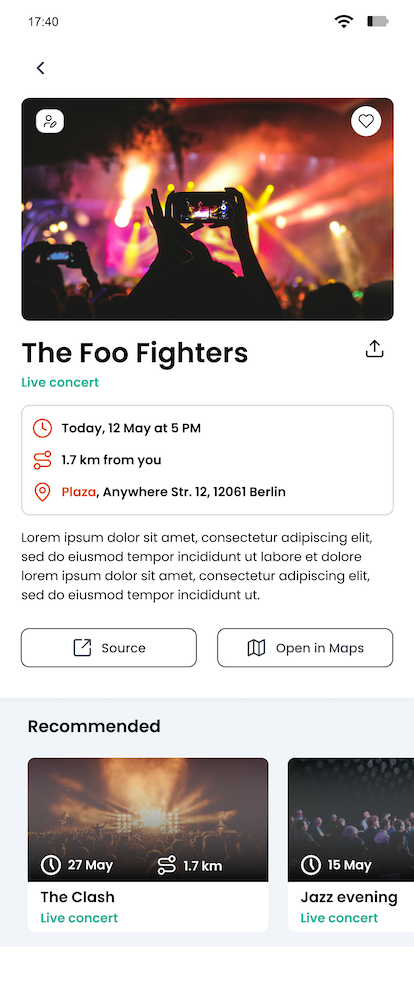 17:40
The Foo Fighters
Live concert
Today, 12 May at 5 PM
1.7 km from you
Plaza, Anywhere Str. 12, 12061 Berlin
Lorem ipsum dolor sit amet, consectetur adipiscing elit,
sed do eiusmod tempor incididunt ut labore et dolore
lorem ipsum dolor sit amet, consectetur adipiscing elit,
sed do eiusmod tempor incididunt ut.
Source
Open in Maps
Recommended
27 May
1.7 km
The Clash
Live concert
15 May
Jazz evening
Live concert